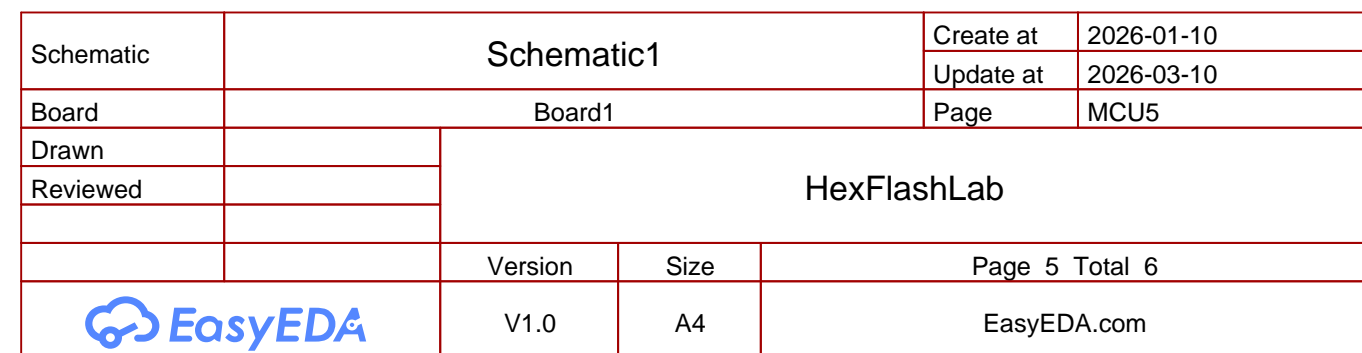 Schematic
Schematic1
Create at 2026-01-10
Update at 2026-03-10
Board Board1 Page MCU5
Drawn
Reviewed
HexFlashLab
Version Size Page 5 Total 6
EasyEDA V1.0 A4 EasyEDA.com